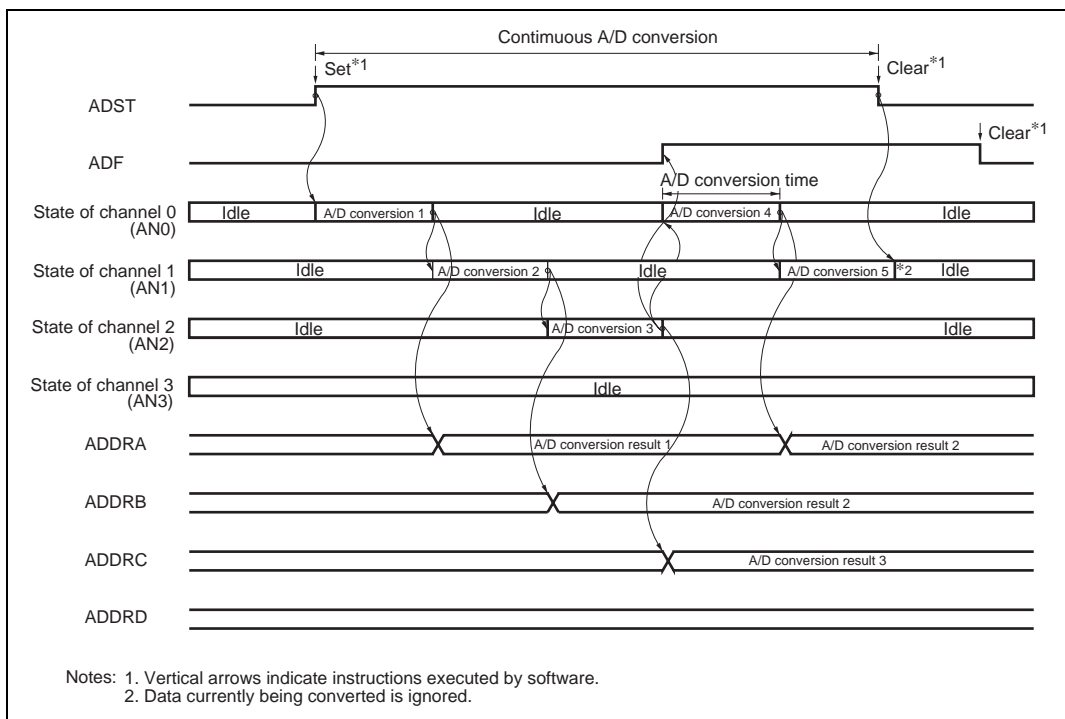 Contimuous A/D conversion
Set*1
Clear*1
ADST
Clear*1
ADF
A/D conversion time
State of channel 0
(AN0)
Idle
A/D conversion 1
Idle
A/D conversion 4
Idle
State of channel 1
(AN1)
Idle
A/D conversion 2
Idle
A/D conversion 5
*2
Idle
State of channel 2
(AN2)
Idle
A/D conversion 3
Idle
State of channel 3
(AN3)
Idle
ADDRA
A/D conversion result 1
A/D conversion result 2
ADDRB
A/D conversion result 2
ADDRC
A/D conversion result 3
ADDRD
Notes: 1. Vertical arrows indicate instructions executed by software.
2. Data currently being converted is ignored.